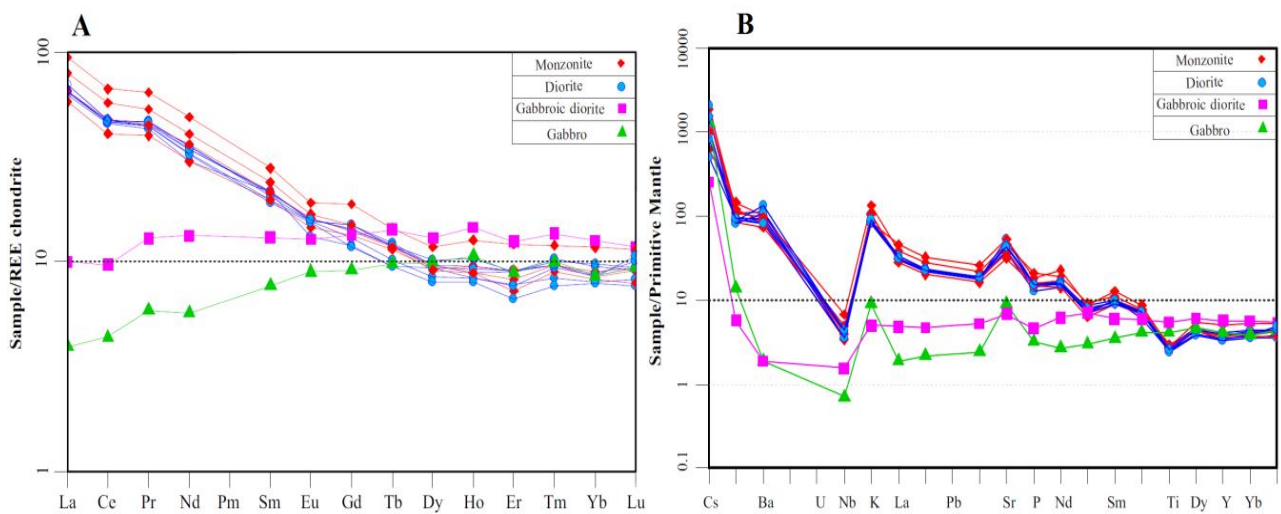 A
100
10
1
Sample/REE chondrite
Monzonite
Diorite
Gabbroic diorite
Gabbro
La Ce Pr Nd Pm Sm Eu Gd Tb Dy Ho Er Tm Yb Lu
B
10000
1000
100
10
1
0.1
Sample/Primitive Mantle
Monzonite
Diorite
Gabbroic diorite
Gabbro
Cs Ba U Nb K La Pb Sr P Nd Sm Ti Dy Y Yb